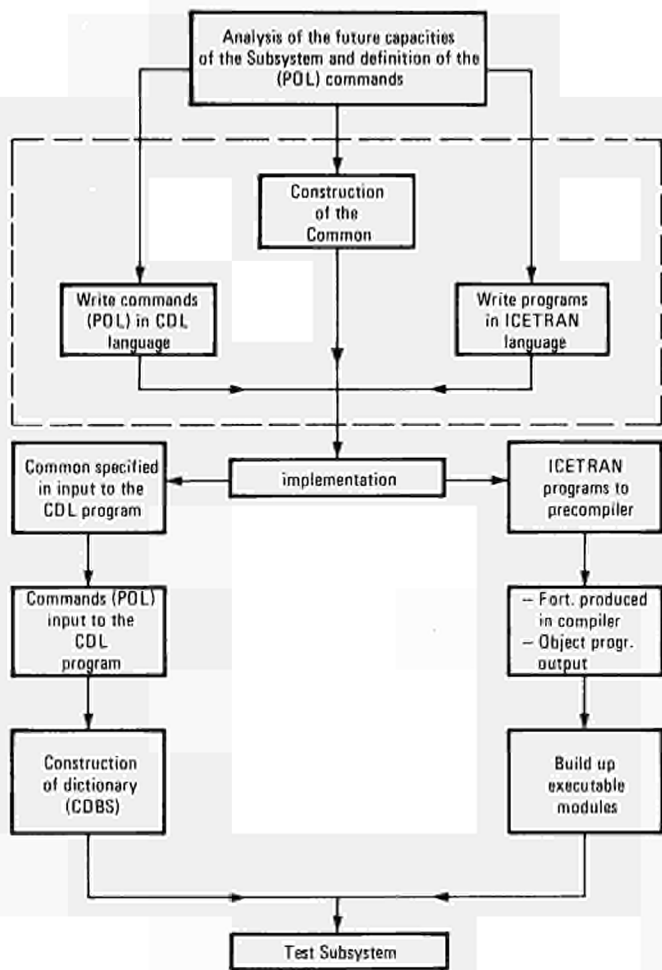 Analysis of the future capacities
of the Subsystem and definition of the
(POL) commands
Construction
of the
Common
Write commands
(POL) in CDL
language
Write programs
in ICETRAN
language
Common specified
in input to the
CDL program
implementation
ICETRAN
programs to
precompiler
Commands (POL)
input to the
CDL
program
– Fort. produced
in compiler
– Object progr.
output
Construction
of dictionary
(CDBS)
Build up
executable
modules
Test Subsystem